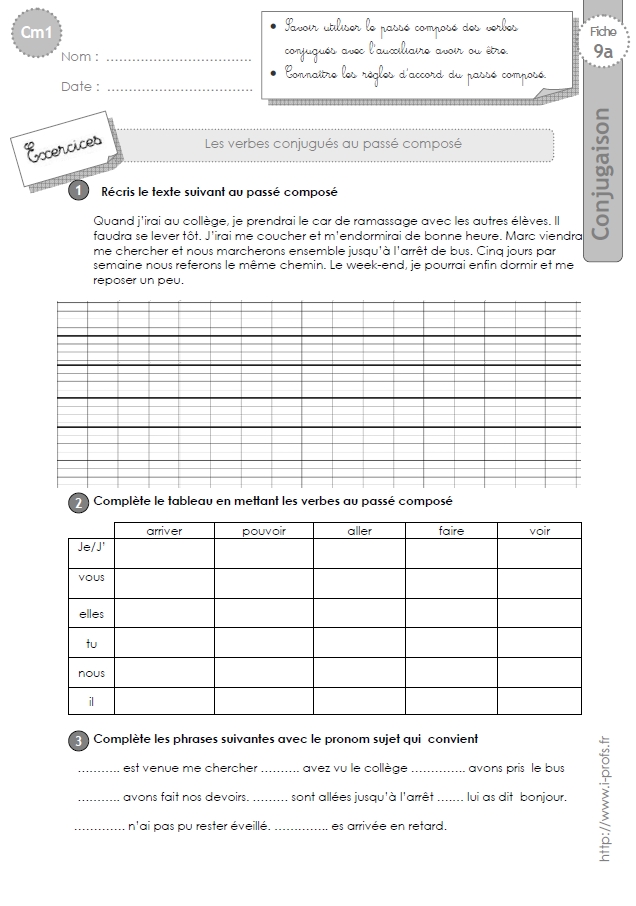 Cm1
Nom : ................................
Date : ................................
• Savoir utiliser le passé composé des verbes
conjugués avec l'auxiliaire avoir ou être.
• Connaître les règles d'accord du passé composé.
Fiche
9a
Conjugaison
Exercices
Les verbes conjugués au passé composé
1 Récris le texte suivant au passé composé
Quand j'irai au collège, je prendrai le car de ramassage avec les autres élèves. Il
faudra se lever tôt. J'irai me coucher et m'endormirai de bonne heure. Marc viendra
me chercher et nous marcherons ensemble jusqu'à l'arrêt de bus. Cinq jours par
semaine nous referons le même chemin. Le week-end, je pourrai enfin dormir et me
reposer un peu.
2 Complète le tableau en mettant les verbes au passé composé
arriver pouvoir aller faire voir
Je/J'
vous
elles
tu
nous
il
3 Complète les phrases suivantes avec le pronom sujet qui convient
……….. est venue me chercher ………. avez vu le collège …………. avons pris le bus
……….. avons fait nos devoirs. ……… sont allées jusqu'à l'arrêt ……. lui as dit bonjour.
…………. n'ai pas pu rester éveillé. ………….. es arrivée en retard.
http://www.i-profs.fr